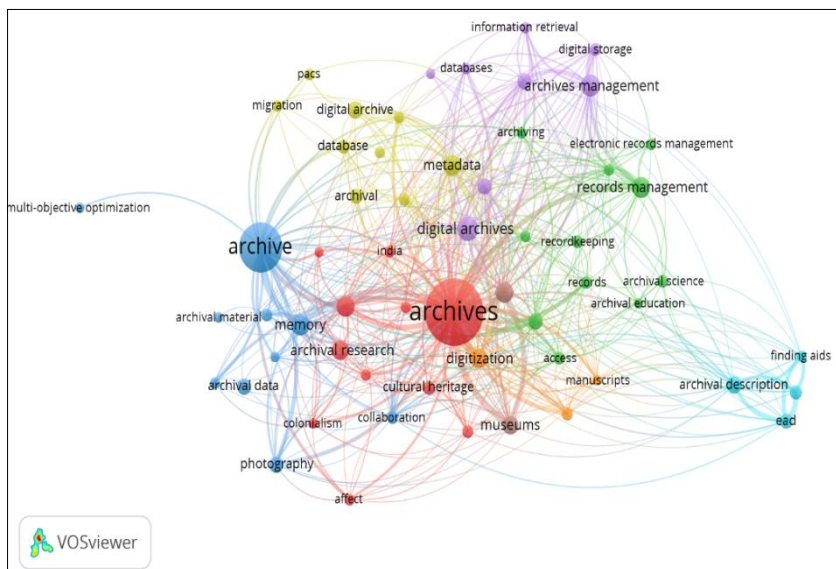 information retrieval
digital storage
databases
pacs
archives management
migration
digital archive
archiving
electronic records management
database
metadata
records management
archival
multi-objective optimization
digital archives
archive
india
recordkeeping
records
archival science
archives
archival education
archival material
memory
archival research
digitization
access
finding aids
manuscripts
archival data
cultural heritage
archival description
colonialism
collaboration
museums
ead
photography
affect
VOSviewer